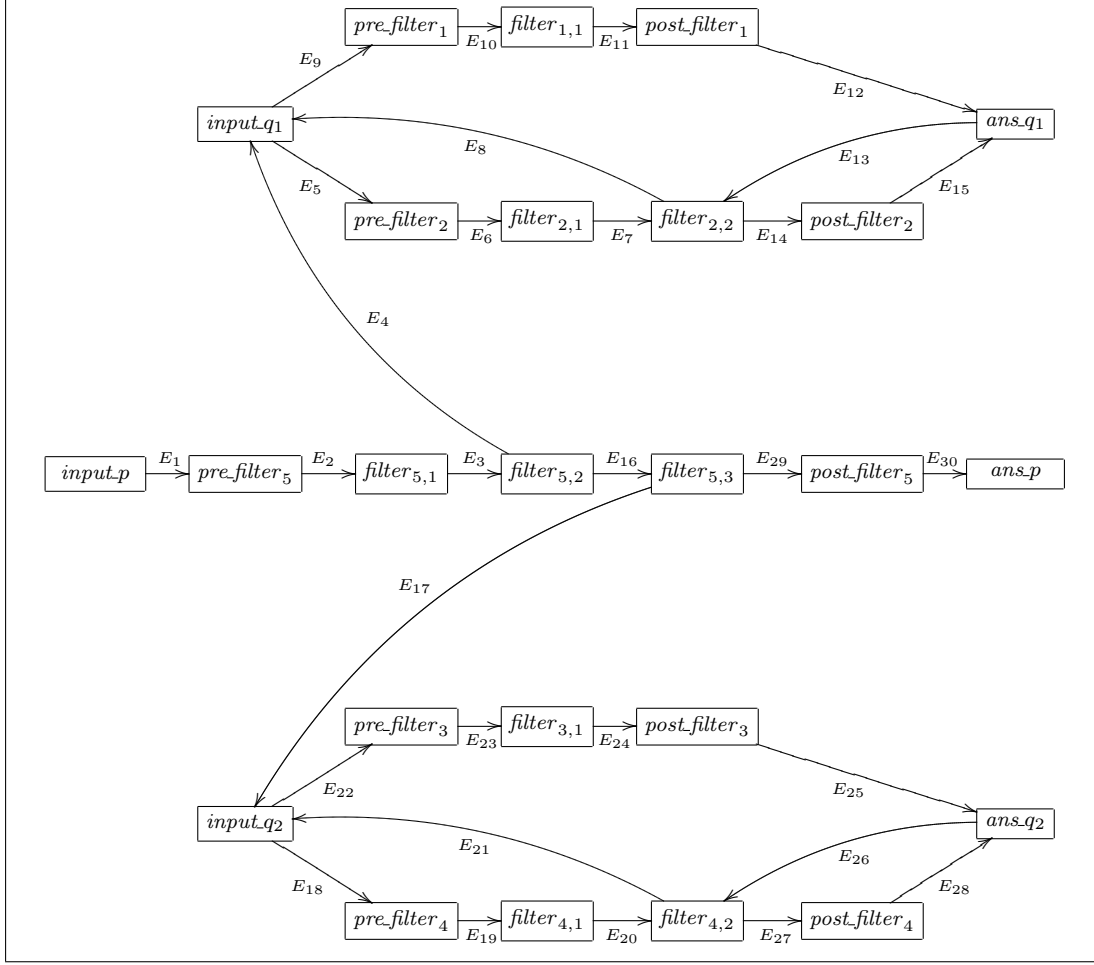 pre_filter₁ filter₁,₁ post_filter₁
E₁₀ E₁₁
E₉ E₁₂
input_q₁ ans_q₁
E₈ E₁₃
E₅ E₁₅
pre_filter₂ filter₂,₁ filter₂,₂ post_filter₂
E₆ E₇ E₁₄
E₄
E₁ E₂ E₃ E₁₆ E₂₉ E₃₀
input_p pre_filter₅ filter₅,₁ filter₅,₂ filter₅,₃ post_filter₅ ans_p
E₁₇
pre_filter₃ filter₃,₁ post_filter₃
E₂₃ E₂₄
E₂₂ E₂₅
input_q₂ ans_q₂
E₂₁ E₂₆
E₁₈ E₂₈
pre_filter₄ filter₄,₁ filter₄,₂ post_filter₄
E₁₉ E₂₀ E₂₇